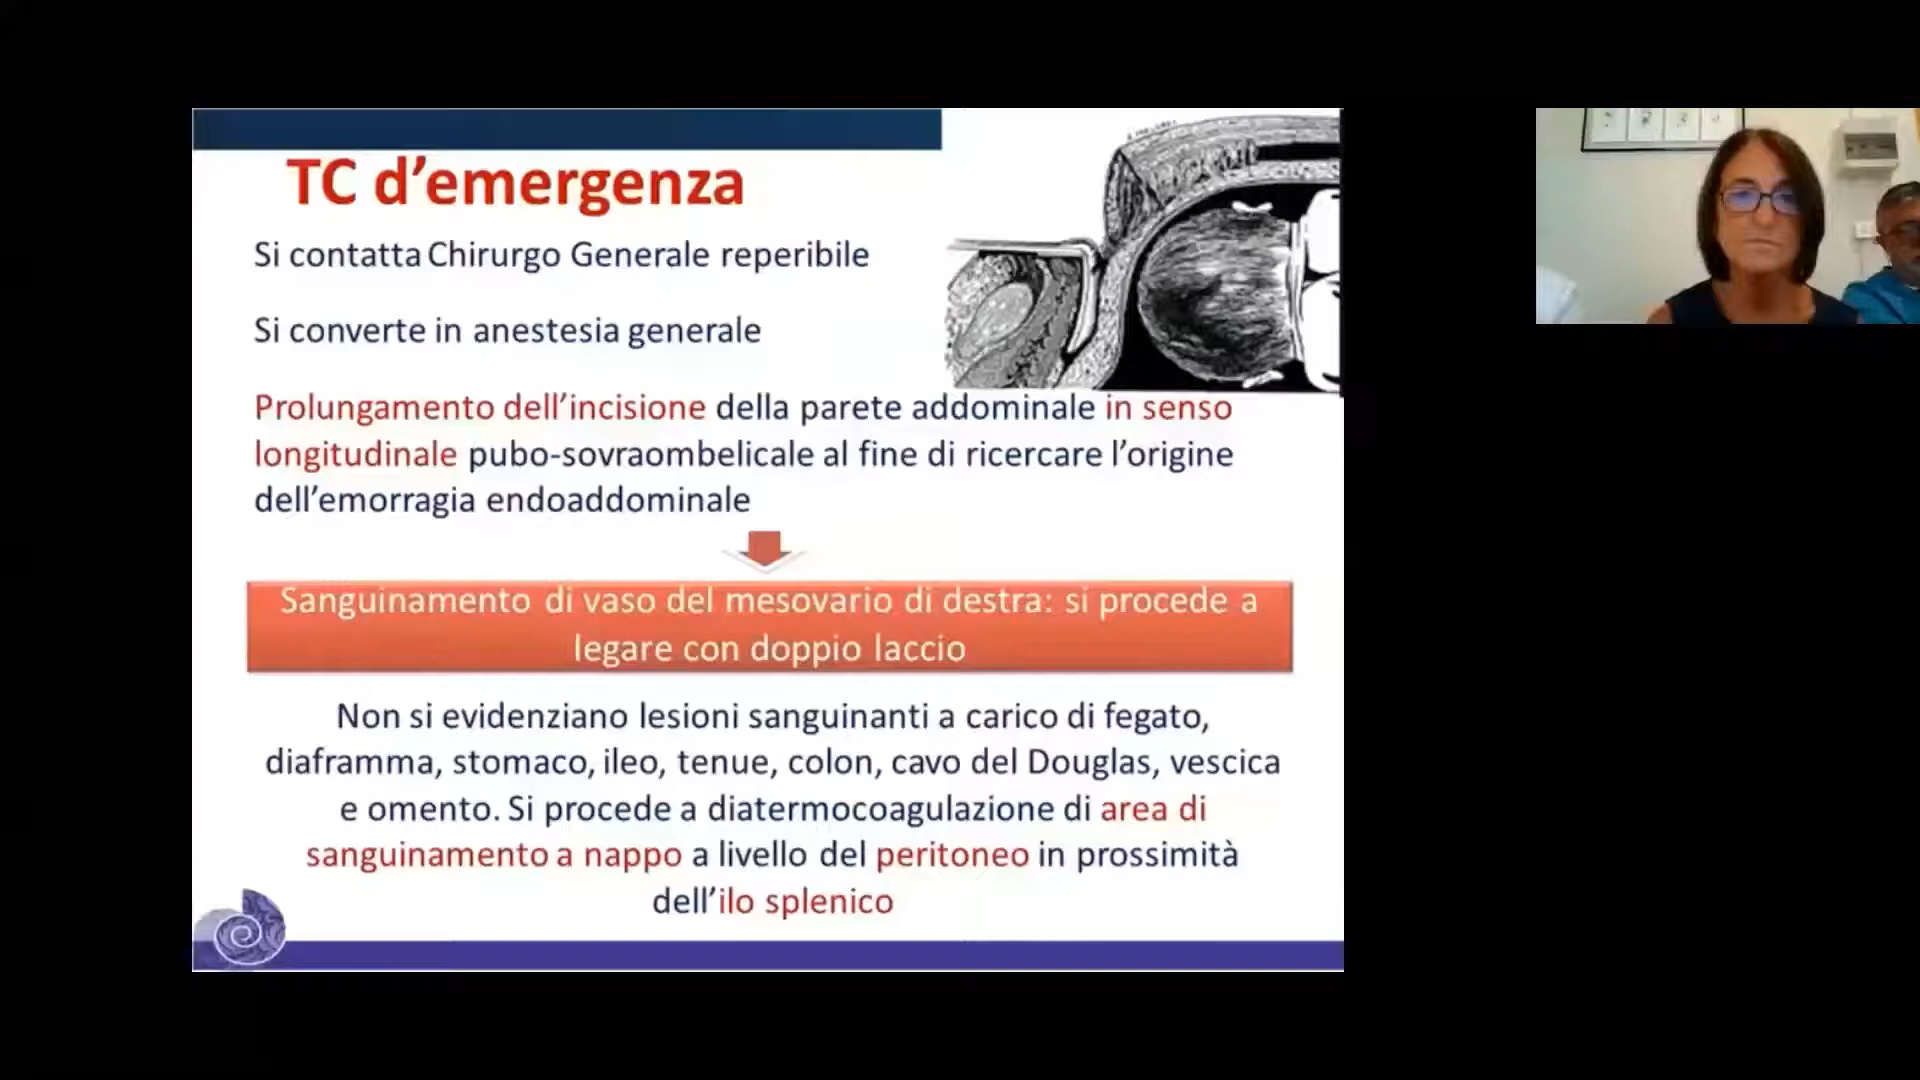 TC d’emergenza
Si contatta Chirurgo Generale reperibile
Si converte in anestesia generale
Prolungamento dell’incisione della parete addominale in senso
longitudinale pubo-sovraombelicale al fine di ricercare l’origine
dell’emorragia endoaddominale
Sanguinamento di vaso del mesovario di destra: si procede a
legare con doppio laccio
Non si evidenziano lesioni sanguinanti a carico di fegato,
diaframma, stomaco, ileo, tenue, colon, cavo del Douglas, vescica
e omento. Si procede a diatermocoagulazione di area di
sanguinamento a nappo a livello del peritoneo in prossimità
dell’ilo splenico